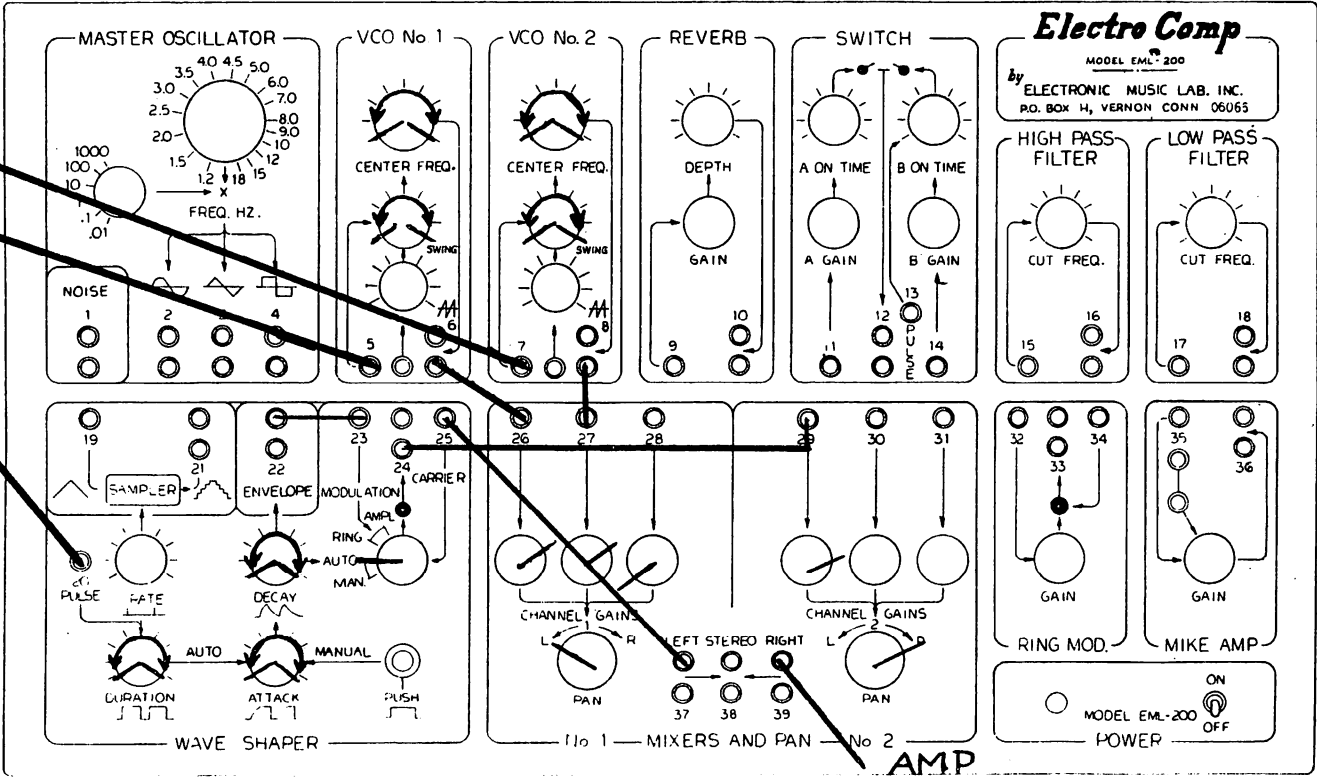 Electro Comp
MODEL EML-200
by ELECTRONIC MUSIC LAB. INC.
P.O. BOX H, VERNON CONN 06066
MASTER OSCILLATOR
4.0 4.5 5.0
3.5 6.0
3.0 7.0
2.5 8.0
2.0 9.0
10
1.5 12
1.2 18 15
1000
100
10
.1
.01
X
FREQ. HZ.
NOISE
1
2
4
VCO No. 1
CENTER FREQ.
SWING
5
6
VCO No. 2
CENTER FREQ.
SWING
7
8
REVERB
DEPTH
GAIN
9
10
SWITCH
A ON TIME
B ON TIME
A GAIN
B GAIN
11
12
13
PULSE
14
HIGH PASS
FILTER
CUT FREQ.
15
16
LOW PASS
FILTER
CUT FREQ.
17
18
19
21
SAMPLER
RATE
PULSE
22
ENVELOPE
23
24
25
MODULATION
CARRIER
AMPL
RING
AUTO
MAN.
DECAY
AUTO
MANUAL
DURATION
ATTACK
PUSH
WAVE SHAPER
26
27
28
29
30
31
CHANNEL GAINS
1
L R
PAN
LEFT STEREO RIGHT
37
38
39
CHANNEL GAINS
2
L R
PAN
No 1 MIXERS AND PAN No 2
AMP
32
33
34
GAIN
RING MOD.
35
36
GAIN
MIKE AMP
MODEL EML-200
ON
OFF
POWER